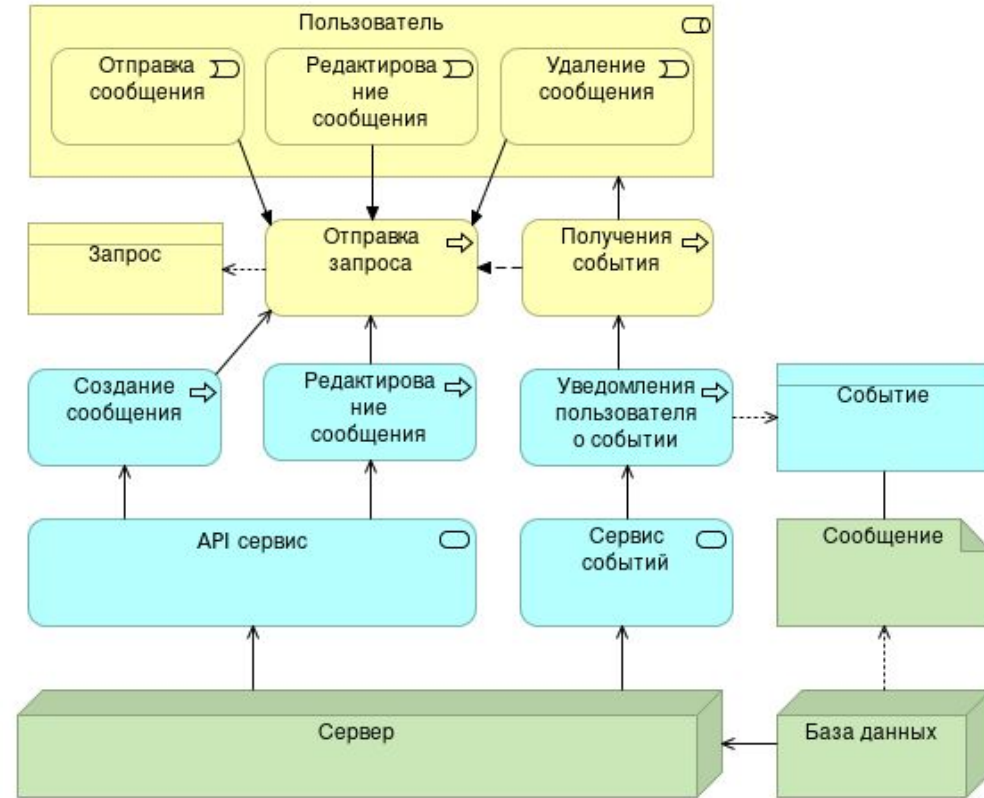 Пользователь
Отправка
сообщения
Редактирова
ние
сообщения
Удаление
сообщения
Запрос
Отправка
запроса
Получения
события
Создание
сообщения
Редактирова
ние
сообщения
Уведомления
пользователя
о событии
Событие
API сервис
Сервис
событий
Сообщение
Сервер
База данных